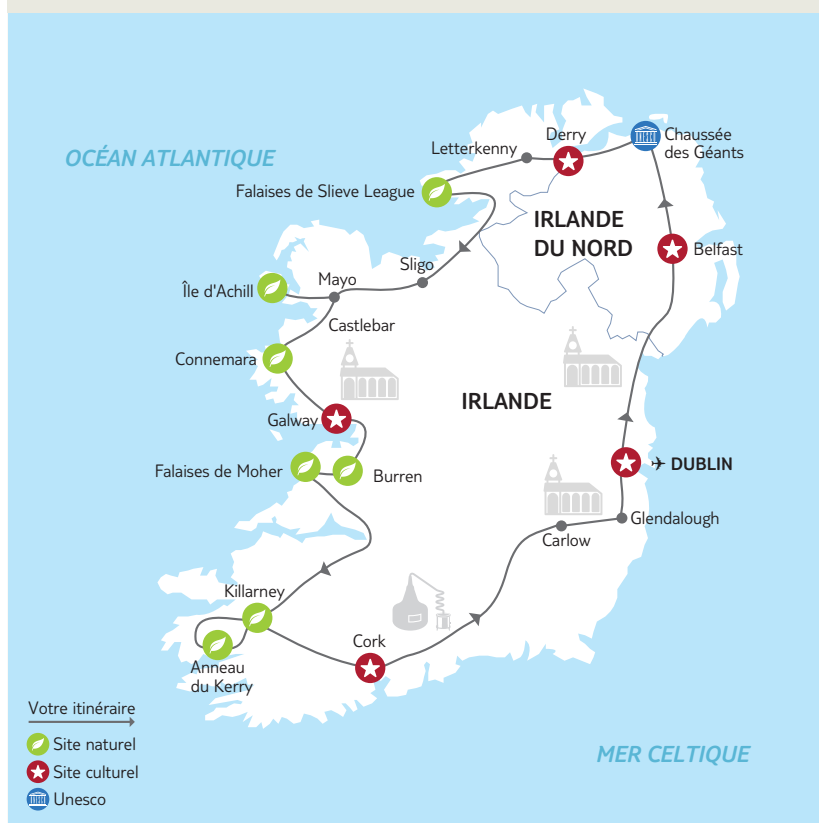 OCÉAN ATLANTIQUE
Letterkenny
Derry
Chaussée
des Géants
Falaises de Slieve League
IRLANDE
DU NORD
Belfast
Sligo
Mayo
Île d'Achill
Castlebar
Connemara
IRLANDE
Galway
Falaises de Moher
Burren
DUBLIN
Glendalough
Carlow
Killarney
Cork
Anneau
du Kerry
Votre itinéraire
Site naturel
Site culturel
Unesco
MER CELTIQUE